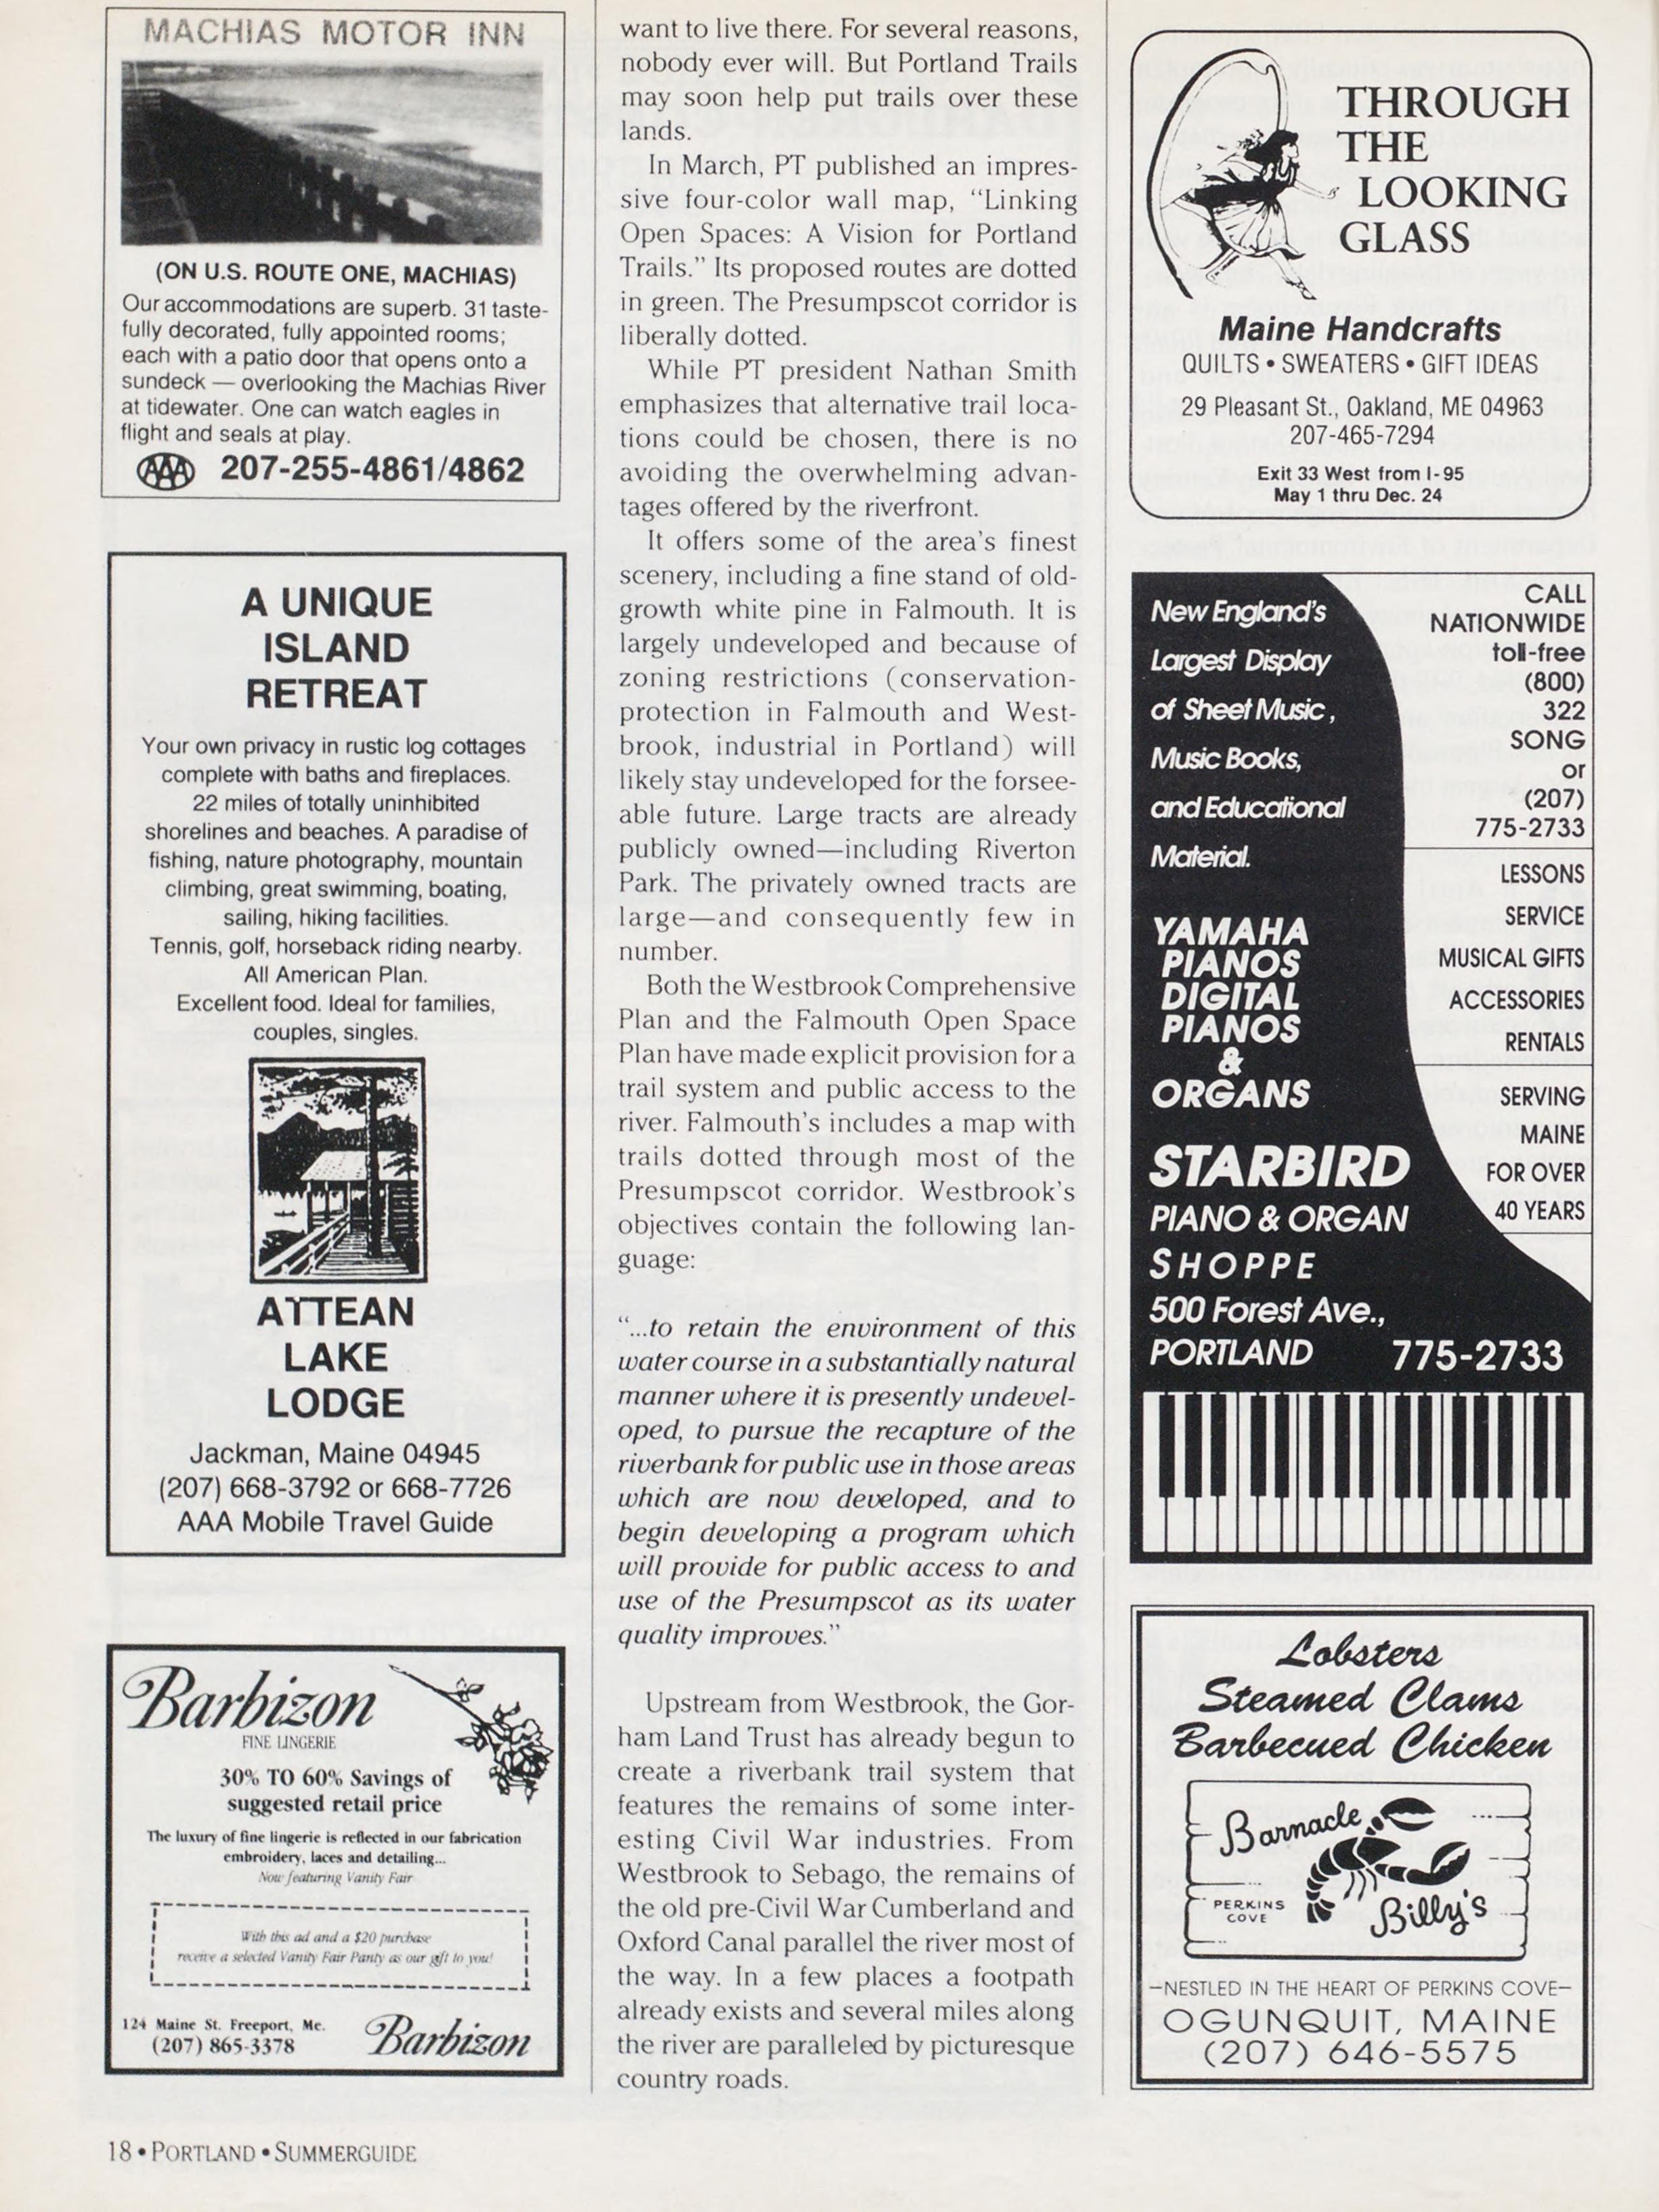 MACHIAS MOTOR INN
(ON U.S. ROUTE ONE, MACHIAS)
Our accommodations are superb. 31 taste-
fully decorated, fully appointed rooms;
each with a patio door that opens onto a
sundeck — overlooking the Machias River
at tidewater. One can watch eagles in
flight and seals at play.
AAA 207-255-4861/4862
A UNIQUE
ISLAND
RETREAT
Your own privacy in rustic log cottages
complete with baths and fireplaces.
22 miles of totally uninhibited
shorelines and beaches. A paradise of
fishing, nature photography, mountain
climbing, great swimming, boating,
sailing, hiking facilities.
Tennis, golf, horseback riding nearby.
All American Plan.
Excellent food. Ideal for families,
couples, singles.
ATTEAN
LAKE
LODGE
Jackman, Maine 04945
(207) 668-3792 or 668-7726
AAA Mobile Travel Guide
Barbizon
FINE LINGERIE
30% TO 60% Savings of
suggested retail price
The luxury of fine lingerie is reflected in our fabrication
embroidery, laces and detailing...
Now featuring Vanity Fair
With this ad and a $20 purchase
receive a selected Vanity Fair Panty as our gift to you!
124 Maine St. Freeport, Me.
(207) 865-3378
Barbizon
want to live there. For several reasons,
nobody ever will. But Portland Trails
may soon help put trails over these
lands.
In March, PT published an impres-
sive four-color wall map, “Linking
Open Spaces: A Vision for Portland
Trails.” Its proposed routes are dotted
in green. The Presumpscot corridor is
liberally dotted.
While PT president Nathan Smith
emphasizes that alternative trail loca-
tions could be chosen, there is no
avoiding the overwhelming advan-
tages offered by the riverfront.
It offers some of the area's finest
scenery, including a fine stand of old-
growth white pine in Falmouth. It is
largely undeveloped and because of
zoning restrictions (conservation-
protection in Falmouth and West-
brook, industrial in Portland) will
likely stay undeveloped for the forsee-
able future. Large tracts are already
publicly owned—including Riverton
Park. The privately owned tracts are
large—and consequently few in
number.
Both the Westbrook Comprehensive
Plan and the Falmouth Open Space
Plan have made explicit provision for a
trail system and public access to the
river. Falmouth's includes a map with
trails dotted through most of the
Presumpscot corridor. Westbrook's
objectives contain the following lan-
guage:
“...to retain the environment of this
water course in a substantially natural
manner where it is presently undevel-
oped, to pursue the recapture of the
riverbank for public use in those areas
which are now developed, and to
begin developing a program which
will provide for public access to and
use of the Presumpscot as its water
quality improves.”
Upstream from Westbrook, the Gor-
ham Land Trust has already begun to
create a riverbank trail system that
features the remains of some inter-
esting Civil War industries. From
Westbrook to Sebago, the remains of
the old pre-Civil War Cumberland and
Oxford Canal parallel the river most of
the way. In a few places a footpath
already exists and several miles along
the river are paralleled by picturesque
country roads.
THROUGH
THE
LOOKING
GLASS
Maine Handcrafts
QUILTS • SWEATERS • GIFT IDEAS
29 Pleasant St., Oakland, ME 04963
207-465-7294
Exit 33 West from I-95
May 1 thru Dec. 24
New England's
Largest Display
of Sheet Music,
Music Books,
and Educational
Material.
YAMAHA
PIANOS
DIGITAL
PIANOS
&
ORGANS
STARBIRD
PIANO & ORGAN
SHOPPE
500 Forest Ave.,
PORTLAND 775-2733
CALL
NATIONWIDE
toll-free
(800)
322
SONG
or
(207)
775-2733
LESSONS
SERVICE
MUSICAL GIFTS
ACCESSORIES
RENTALS
SERVING
MAINE
FOR OVER
40 YEARS
Lobsters
Steamed Clams
Barbecued Chicken
Barnacle
Billy's
PERKINS
COVE
—NESTLED IN THE HEART OF PERKINS COVE—
OGUNQUIT, MAINE
(207) 646-5575
18 • PORTLAND • SUMMERGUIDE